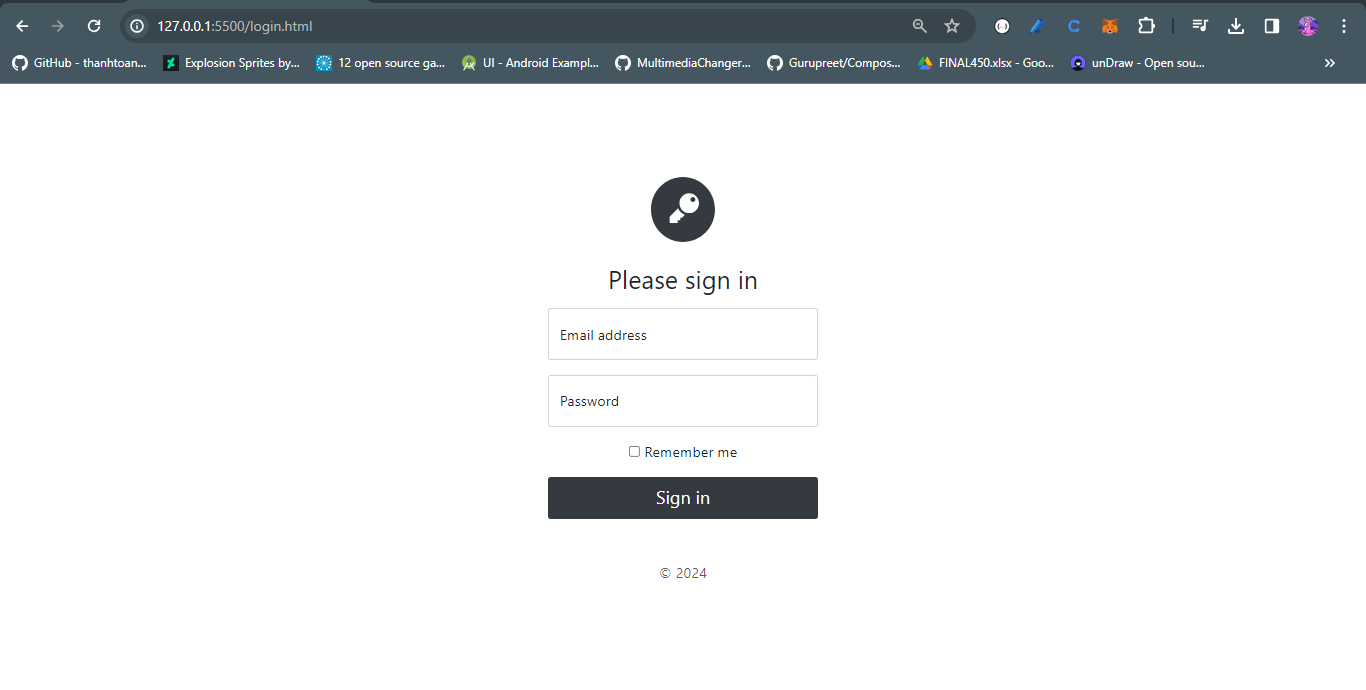 127.0.0.1:5500/login.html
GitHub - thanhtoan... Explosion Sprites by... 12 open source ga... UI - Android Exampl... MultimediaChanger... Gurupreet/Compos... FINAL450.xlsx - Goo... unDraw - Open sou...
Please sign in
Email address
Password
Remember me
Sign in
© 2024